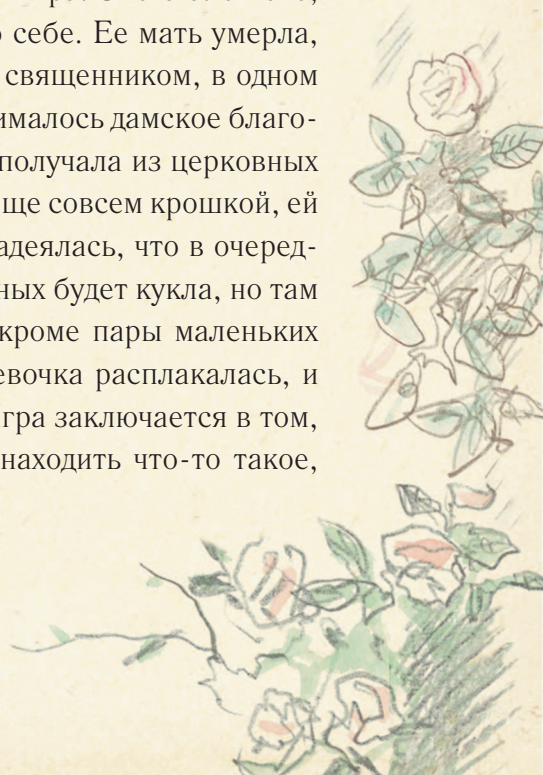 себе. Ее мать умерла,
священником, в одном
ималось дамское благо-
получала из церковных
ще совсем крошкой, ей
адеялась, что в очеред-
ных будет кукла, но там
кроме пары маленьких
евочка расплакалась, и
гра заключается в том,
находить что-то такое,